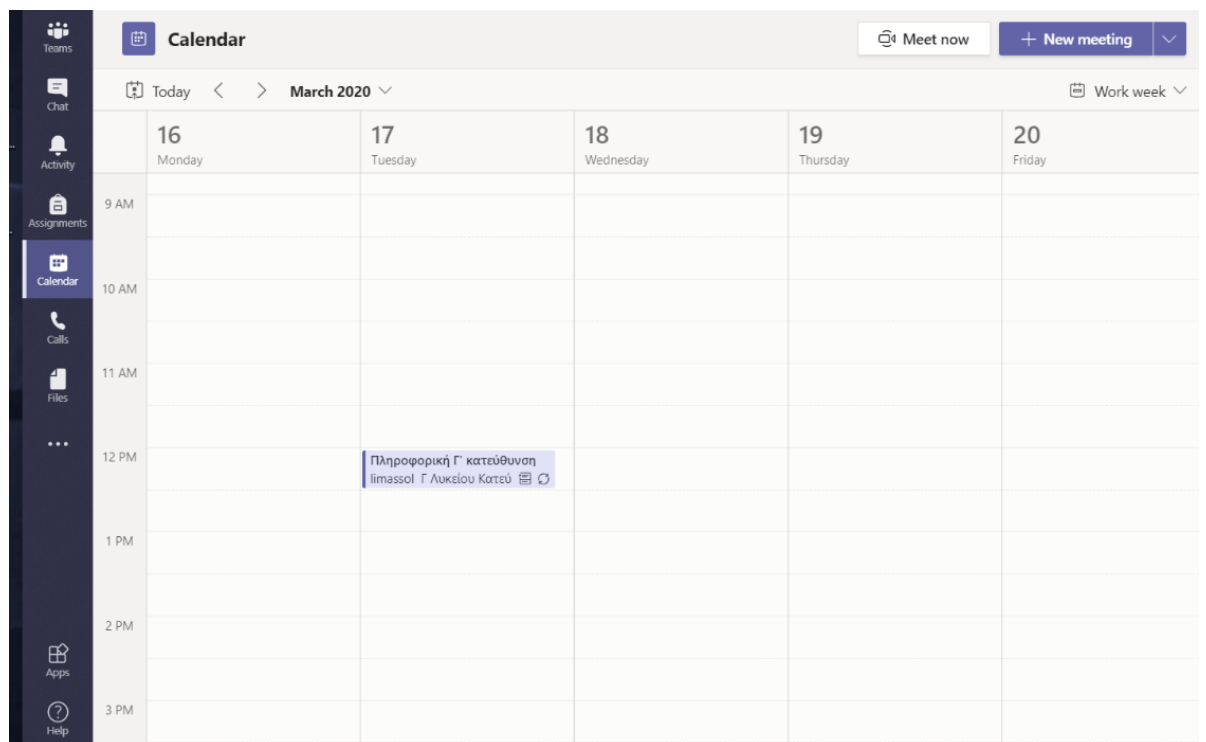 Teams
Chat
Activity
Assignments
Calendar
Calls
Files
Apps
Help
Calendar
Meet now
New meeting
Today
March 2020
Work week
16
Monday
17
Tuesday
18
Wednesday
19
Thursday
20
Friday
9 AM
10 AM
11 AM
12 PM
Πληροφορική Γ' κατεύθυνση
limassol Γ Λυκείου Κατεύ
1 PM
2 PM
3 PM